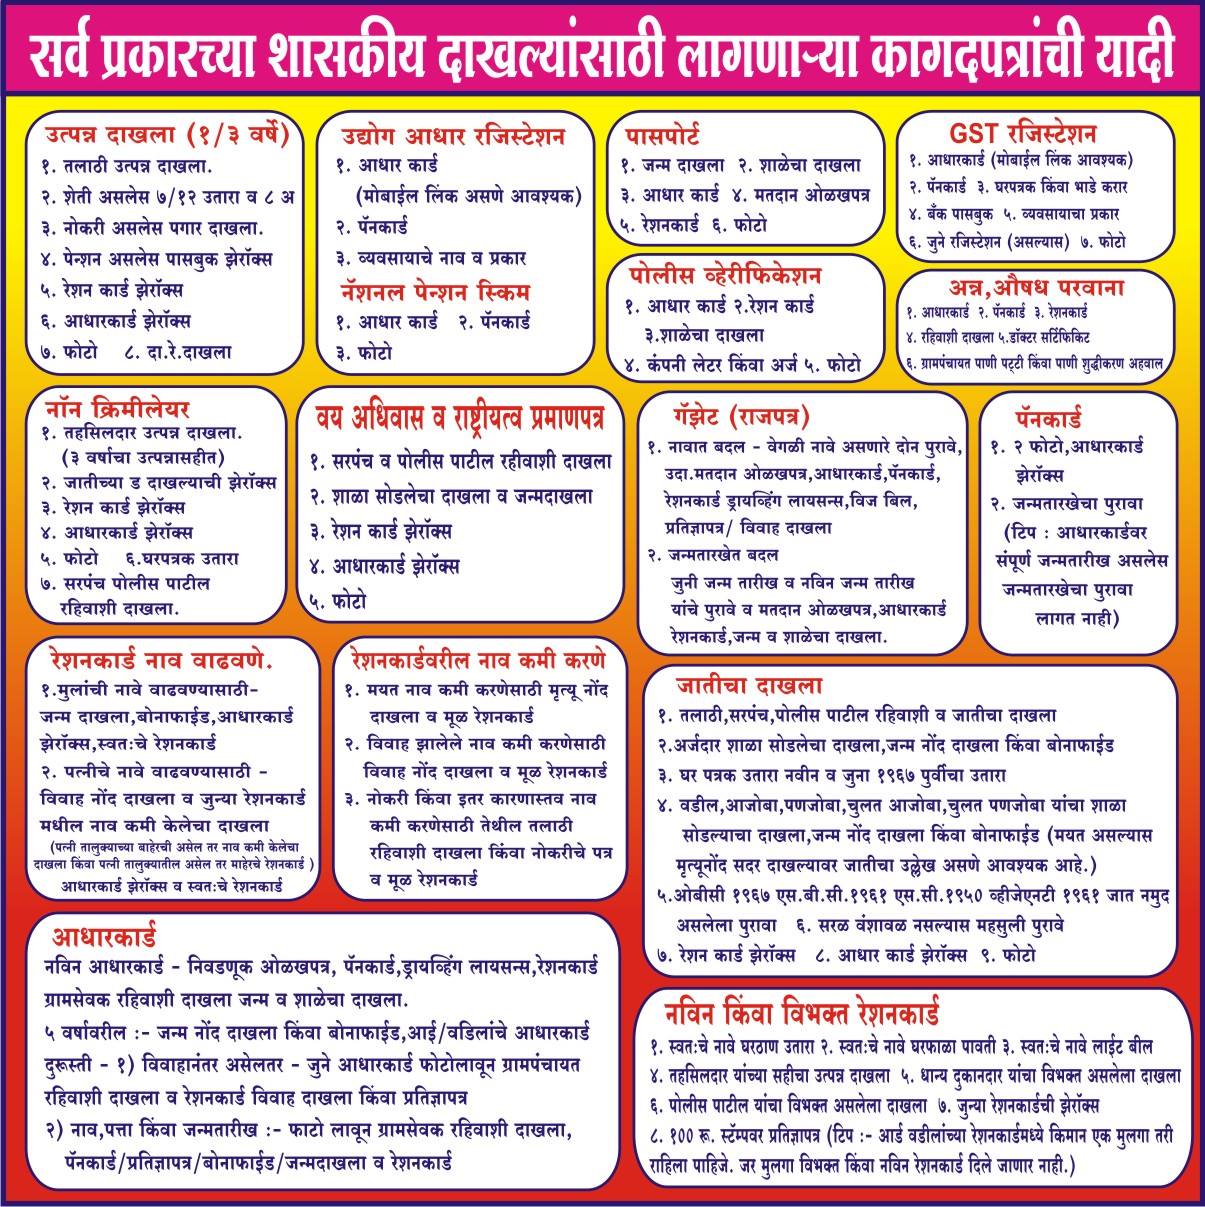 सर्व प्रकारच्या शासकीय दाखल्यांसाठी लागणाऱ्या कागदपत्रांची यादी
उत्पन्न दाखला (१/३ वर्षे)
१. तलाठी उत्पन्न दाखला.
२. शेती असलेस ७/१२ उतारा व ८ अ
३. नोकरी असलेस पगार दाखला.
४. पेन्शन असलेस पासबुक झेरॉक्स
५. रेशन कार्ड झेरॉक्स
६. आधारकार्ड झेरॉक्स
७. फोटो ८. दा.रे.दाखला
उद्योग आधार रजिस्टेशन
१. आधार कार्ड
(मोबाईल लिंक असणे आवश्यक)
२. पॅनकार्ड
३. व्यवसायाचे नाव व प्रकार
नॅशनल पेन्शन स्किम
१. आधार कार्ड २. पॅनकार्ड
३. फोटो
पासपोर्ट
१. जन्म दाखला २. शाळेचा दाखला
३. आधार कार्ड ४. मतदान ओळखपत्र
५. रेशनकार्ड ६. फोटो
पोलीस व्हेरीफिकेशन
१. आधार कार्ड २.रेशन कार्ड
३.शाळेचा दाखला
४. कंपनी लेटर किंवा अर्ज ५. फोटो
GST रजिस्टेशन
१. आधारकार्ड (मोबाईल लिंक आवश्यक)
२. पॅनकार्ड ३. घरपत्रक किंवा भाडे करार
४. बँक पासबुक ५. व्यवसायाचा प्रकार
६. जुने रजिस्टेशन (असल्यास) ७. फोटो
अन्न,औषध परवाना
१. आधारकार्ड २. पॅनकार्ड ३. रेशनकार्ड
४. रहिवाशी दाखला ५.डॉक्टर सर्टिफिकिट
६. ग्रामपंचायत पाणी पट्टी किंवा पाणी शुद्धीकरण अहवाल
नॉन क्रिमीलेयर
१. तहसिलदार उत्पन्न दाखला.
(३ वर्षाचा उत्पन्नासहीत)
२. जातीच्या ड दाखल्याची झेरॉक्स
३. रेशन कार्ड झेरॉक्स
४. आधारकार्ड झेरॉक्स
५. फोटो ६.घरपत्रक उतारा
७. सरपंच पोलीस पाटील
रहिवाशी दाखला.
वय अधिवास व राष्ट्रीयत्व प्रमाणपत्र
१. सरपंच व पोलीस पाटील रहीवाशी दाखला
२. शाळा सोडलेचा दाखला व जन्मदाखला
३. रेशन कार्ड झेरॉक्स
४. आधारकार्ड झेरॉक्स
५. फोटो
गॅझेट (राजपत्र)
१. नावात बदल - वेगळी नावे असणारे दोन पुरावे,
उदा.मतदान ओळखपत्र,आधारकार्ड,पॅनकार्ड,
रेशनकार्ड ड्रायव्हिंग लायसन्स,विज बिल,
प्रतिज्ञापत्र/ विवाह दाखला
२. जन्मतारखेत बदल
जुनी जन्म तारीख व नविन जन्म तारीख
यांचे पुरावे व मतदान ओळखपत्र,आधारकार्ड
रेशनकार्ड,जन्म व शाळेचा दाखला.
पॅनकार्ड
१. २ फोटो,आधारकार्ड
झेरॉक्स
२. जन्मतारखेचा पुरावा
(टिप : आधारकार्डवर
संपूर्ण जन्मतारीख असलेस
जन्मतारखेचा पुरावा
लागत नाही)
रेशनकार्ड नाव वाढवणे.
१.मुलांची नावे वाढवण्यासाठी-
जन्म दाखला,बोनाफाईड,आधारकार्ड
झेरॉक्स,स्वतःचे रेशनकार्ड
२. पत्नीचे नावे वाढवण्यासाठी -
विवाह नोंद दाखला व जुन्या रेशनकार्ड
मधील नाव कमी केलेचा दाखला
(पत्नी तालुक्याच्या बाहेरची असेल तर नाव कमी केलेचा
दाखला किंवा पत्नी तालुक्यातील असेल तर माहेरचे रेशनकार्ड )
आधारकार्ड झेरॉक्स व स्वतःचे रेशनकार्ड
रेशनकार्डवरील नाव कमी करणे
१. मयत नाव कमी करणेसाठी मृत्यू नोंद
दाखला व मूळ रेशनकार्ड
२. विवाह झालेले नाव कमी करणेसाठी
विवाह नोंद दाखला व मूळ रेशनकार्ड
३. नोकरी किंवा इतर कारणास्तव नाव
कमी करणेसाठी तेथील तलाठी
रहिवाशी दाखला किंवा नोकरीचे पत्र
व मूळ रेशनकार्ड
जातीचा दाखला
१. तलाठी,सरपंच,पोलीस पाटील रहिवाशी व जातीचा दाखला
२.अर्जदार शाळा सोडलेचा दाखला,जन्म नोंद दाखला किंवा बोनाफाईड
३. घर पत्रक उतारा नवीन व जुना १९६७ पुर्वीचा उतारा
४. वडील,आजोबा,पणजोबा,चुलत आजोबा,चुलत पणजोबा यांचा शाळा
सोडल्याचा दाखला,जन्म नोंद दाखला किंवा बोनाफाईड (मयत असल्यास
मृत्यूनोंद सदर दाखल्यावर जातीचा उल्लेख असणे आवश्यक आहे.)
५.ओबीसी १९६७ एस.बी.सी.१९६१ एस.सी.१९५० व्हीजेएनटी १९६१ जात नमुद
असलेला पुरावा ६. सरळ वंशावळ नसल्यास महसुली पुरावे
७. रेशन कार्ड झेरॉक्स ८. आधार कार्ड झेरॉक्स ९. फोटो
आधारकार्ड
नविन आधारकार्ड - निवडणूक ओळखपत्र, पॅनकार्ड,ड्रायव्हिंग लायसन्स,रेशनकार्ड
ग्रामसेवक रहिवाशी दाखला जन्म व शाळेचा दाखला.
५ वर्षावरील :- जन्म नोंद दाखला किंवा बोनाफाईड,आई/वडिलांचे आधारकार्ड
दुरूस्ती - १) विवाहानंतर असेलतर - जुने आधारकार्ड फोटोलावून ग्रामपंचायत
रहिवाशी दाखला व रेशनकार्ड विवाह दाखला किंवा प्रतिज्ञापत्र
२) नाव,पत्ता किंवा जन्मतारीख :- फाटो लावून ग्रामसेवक रहिवाशी दाखला,
पॅनकार्ड/प्रतिज्ञापत्र/बोनाफाईड/जन्मदाखला व रेशनकार्ड
नविन किंवा विभक्त रेशनकार्ड
१. स्वतःचे नावे घरठाण उतारा २. स्वतःचे नावे घरफाळा पावती ३. स्वतःचे नावे लाईट बील
४. तहसिलदार यांच्या सहीचा उत्पन्न दाखला ५. धान्य दुकानदार यांचा विभक्त असलेला दाखला
६. पोलीस पाटील यांचा विभक्त असलेला दाखला ७. जुन्या रेशनकार्डची झेरॉक्स
८. १०० रू. स्टॅम्पवर प्रतिज्ञापत्र (टिप :- आर्ड वडीलांच्या रेशनकार्डमध्ये किमान एक मुलगा तरी
राहिला पाहिजे. जर मुलगा विभक्त किंवा नविन रेशनकार्ड दिले जाणार नाही.)